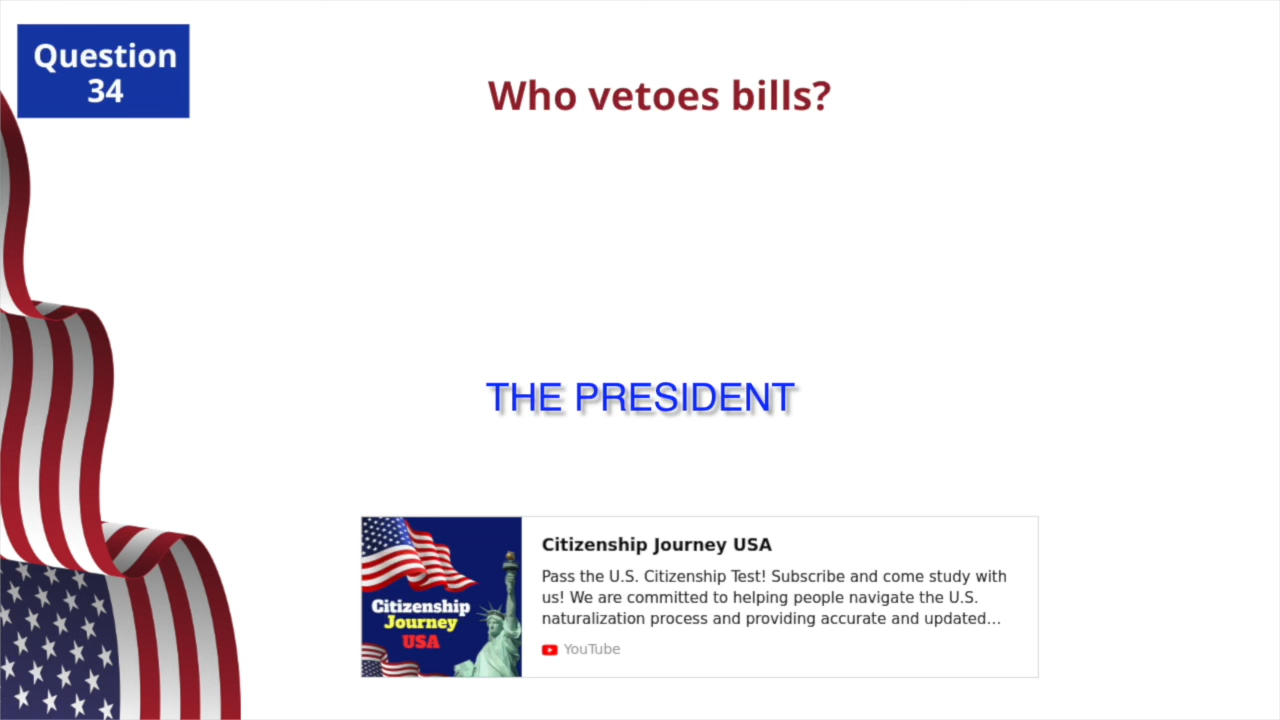 Question
34
Who vetoes bills?
THE PRESIDENT
Citizenship Journey USA
Pass the U.S. Citizenship Test! Subscribe and come study with
us! We are committed to helping people navigate the U.S.
naturalization process and providing accurate and updated...
YouTube
Citizenship
Journey
USA